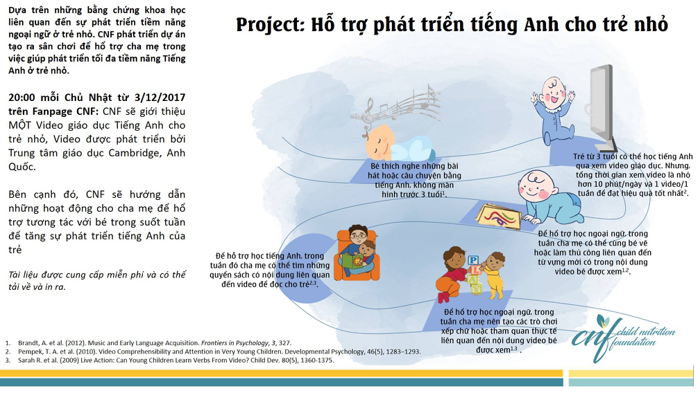 Dựa trên những bằng chứng khoa học
liên quan đến sự phát triển tiềm năng
ngoại ngữ ở trẻ nhỏ. CNF phát triển dự án
tạo ra sân chơi để hỗ trợ cha mẹ trong
việc giúp phát triển tối đa tiềm năng Tiếng
Anh ở trẻ nhỏ.
20:00 mỗi Chủ Nhật từ 3/12/2017
trên Fanpage CNF: CNF sẽ giới thiệu
MỘT Video giáo dục Tiếng Anh cho
trẻ nhỏ, Video được phát triển bởi
Trung tâm giáo dục Cambridge, Anh
Quốc.
Bên cạnh đó, CNF sẽ hướng dẫn
những hoạt động cho cha mẹ để hỗ
trợ tương tác với bé trong suốt tuần
để tăng sự phát triển tiếng Anh của
trẻ
Tài liệu được cung cấp miễn phí và có thể
tải về và in ra.
Project: Hỗ trợ phát triển tiếng Anh cho trẻ nhỏ
Bé thích nghe những bài
hát hoặc câu chuyện bằng
tiếng Anh, không màn
hình trước 3 tuổi¹.
Trẻ từ 3 tuổi có thể học tiếng Anh
qua xem video giáo dục. Nhưng,
tổng thời gian xem video là nhỏ
hơn 10 phút/ngày và 1 video/1
tuần để đạt hiệu quả tốt nhất².
Để hỗ trợ học ngoại ngữ, trong
tuần cha mẹ có thể cùng bé vẽ
hoặc làm thủ công liên quan đến
từ vựng mới có trong nội dung
video bé được xem¹·².
Để hỗ trợ học tiếng Anh, trong
tuần đó cha mẹ có thể tìm những
quyển sách có nội dung liên quan
đến video để đọc cho trẻ²·³.
Để hỗ trợ học ngoại ngữ, trong
tuần cha mẹ nên tạo các trò chơi
xếp chữ hoặc tham quan thực tế
liên quan đến nội dung video bé
được xem¹·³ .
1. Brandt, A. et al. (2012). Music and Early Language Acquisition. Frontiers in Psychology, 3, 327.
2. Pempek, T. A. et al. (2010). Video Comprehensibility and Attention in Very Young Children. Developmental Psychology, 46(5), 1283–1293.
3. Sarah R. et al. (2009) Live Action: Can Young Children Learn Verbs From Video? Child Dev. 80(5), 1360-1375.
cnf child nutrition
foundation